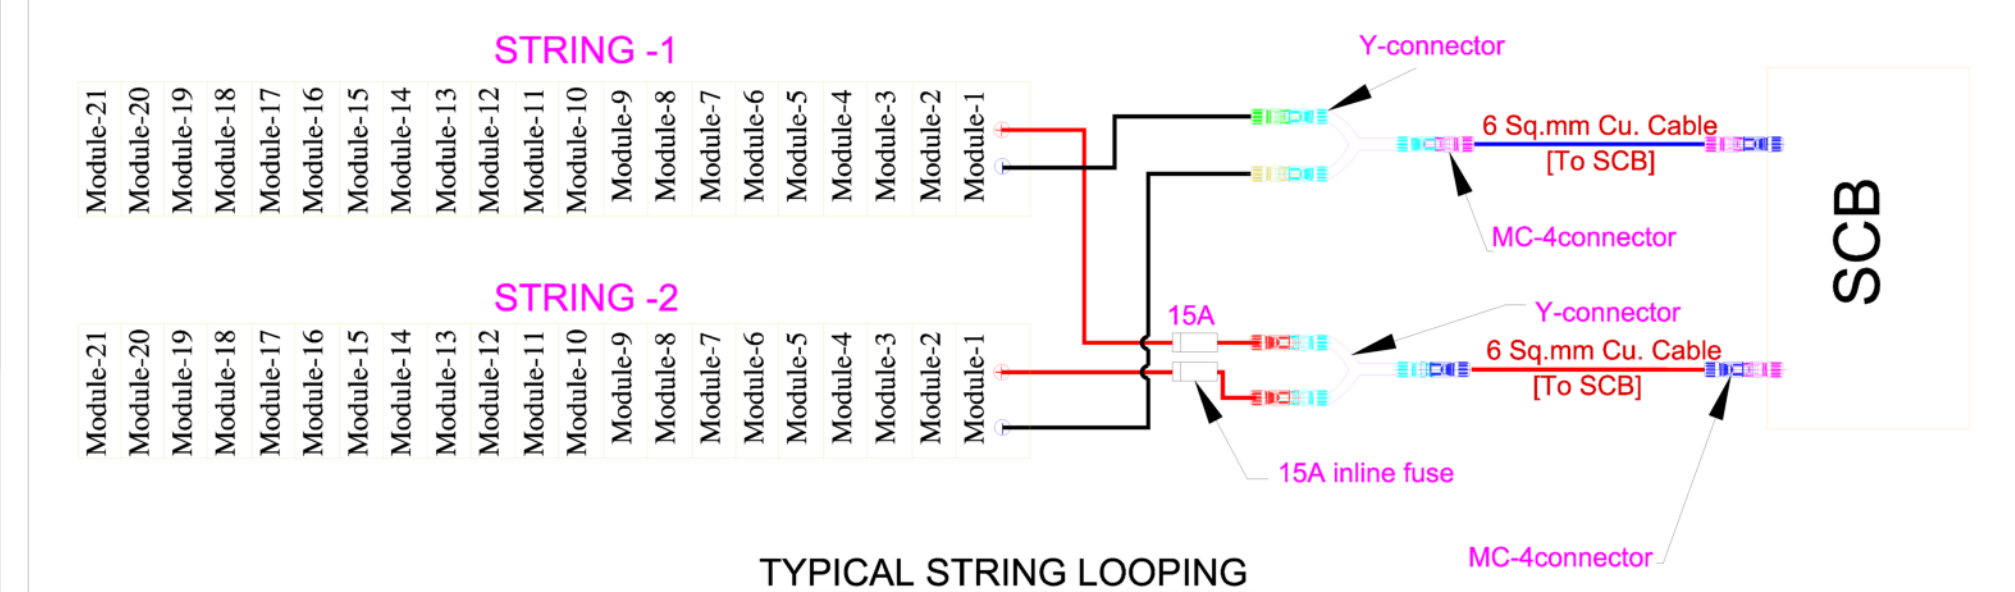 STRING -1
Module-21
Module-20
Module-19
Module-18
Module-17
Module-16
Module-15
Module-14
Module-13
Module-12
Module-11
Module-10
Module-9
Module-8
Module-7
Module-6
Module-5
Module-4
Module-3
Module-2
Module-1
Y-connector
6 Sq.mm Cu. Cable
[To SCB]
MC-4connector
SCB
STRING -2
Module-21
Module-20
Module-19
Module-18
Module-17
Module-16
Module-15
Module-14
Module-13
Module-12
Module-11
Module-10
Module-9
Module-8
Module-7
Module-6
Module-5
Module-4
Module-3
Module-2
Module-1
15A
Y-connector
6 Sq.mm Cu. Cable
[To SCB]
15A inline fuse
MC-4connector
TYPICAL STRING LOOPING